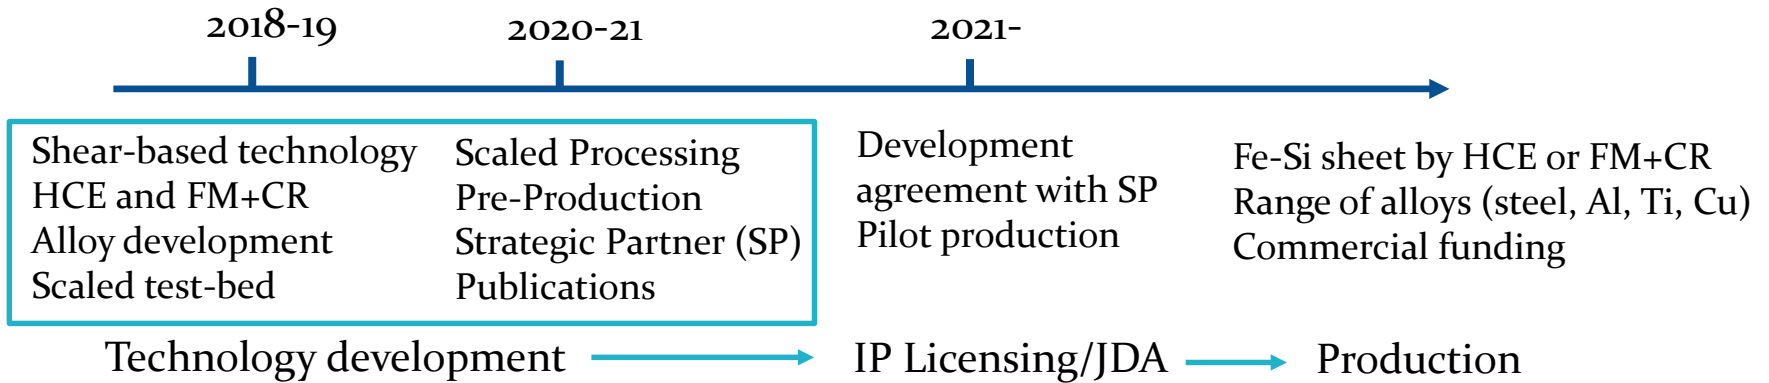 2018-19
2020-21
2021-
Shear-based technology
HCE and FM+CR
Alloy development
Scaled test-bed
Scaled Processing
Pre-Production
Strategic Partner (SP)
Publications
Development
agreement with SP
Pilot production
Fe-Si sheet by HCE or FM+CR
Range of alloys (steel, Al, Ti, Cu)
Commercial funding
Technology development
IP Licensing/JDA
Production